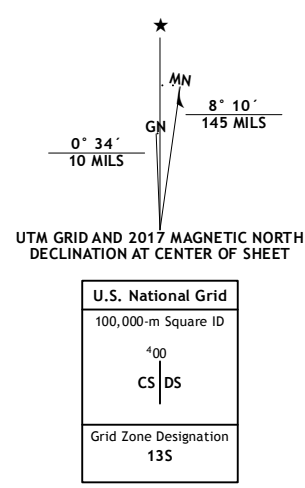 ★
MN
GN
8° 10´
145 MILS
0° 34´
10 MILS
UTM GRID AND 2017 MAGNETIC NORTH
DECLINATION AT CENTER OF SHEET
U.S. National Grid
100,000-m Square ID
⁴00
CS DS
Grid Zone Designation
13S